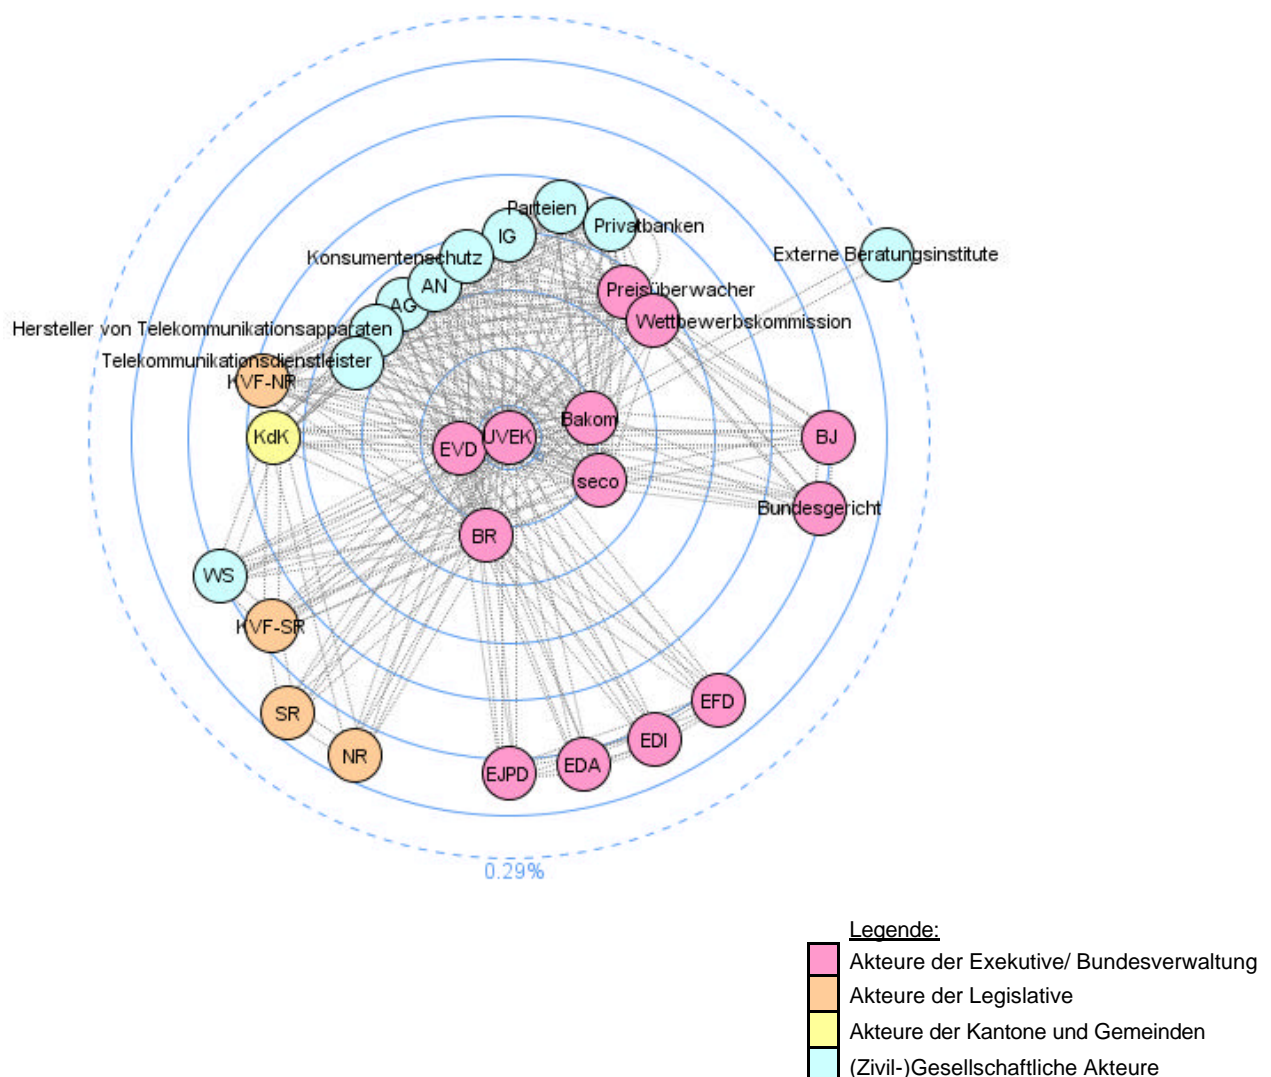 Parteien
Privatbanken
IG
Konsumentenschutz
Externe Beratungsinstitute
AN
Preisüberwacher
AG
Wettbewerbskommission
Hersteller von Telekommunikationsapparaten
Telekommunikationsdienstleister
KVF-NR
Bakom
KdK
UVEK
BJ
EVD
seco
Bundesgericht
BR
WS
KVF-SR
EFD
SR
EDI
NR
EDA
EJPD
0.29%
Legende:
Akteure der Exekutive/ Bundesverwaltung
Akteure der Legislative
Akteure der Kantone und Gemeinden
(Zivil-)Gesellschaftliche Akteure